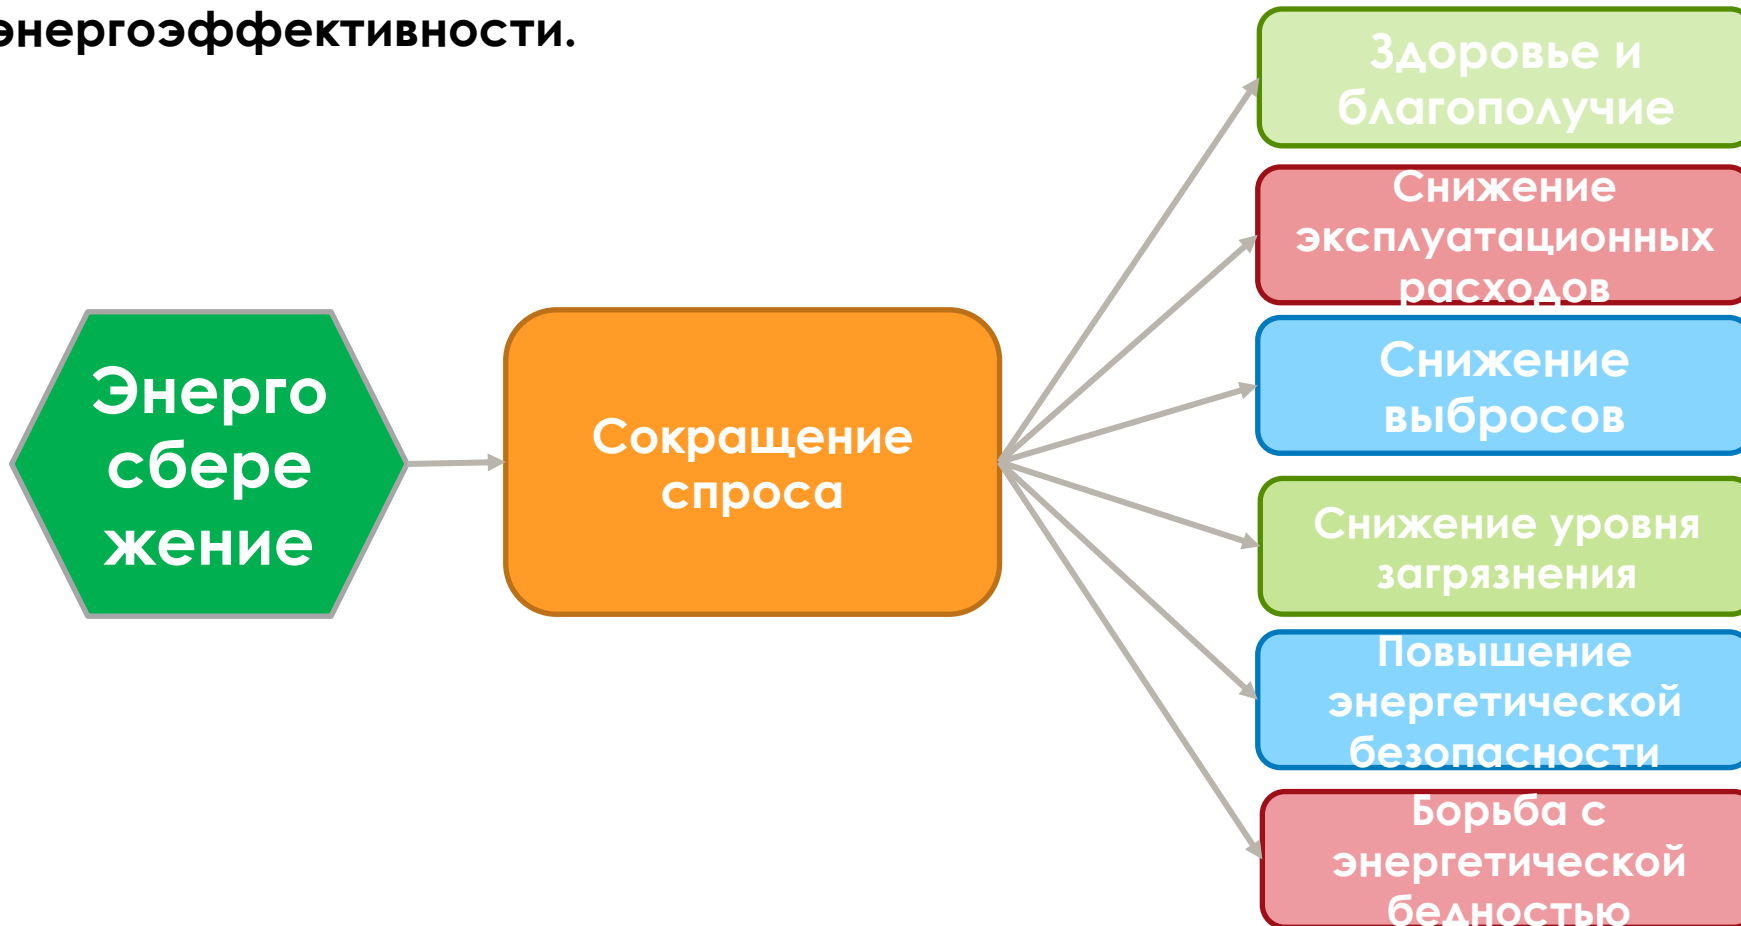 энергоэффективности.
Энерго
сбере
жение
Сокращение
спроса
Здоровье и
благополучие
Снижение
эксплуатационных
расходов
Снижение
выбросов
Снижение уровня
загрязнения
Повышение
энергетической
безопасности
Борьба с
энергетической
бедностью